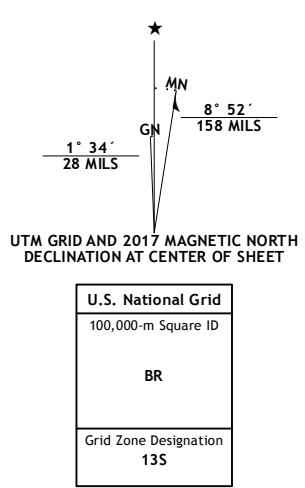 ★
MN
GN
8° 52´
158 MILS
1° 34´
28 MILS
UTM GRID AND 2017 MAGNETIC NORTH
DECLINATION AT CENTER OF SHEET
U.S. National Grid
100,000-m Square ID
BR
Grid Zone Designation
13S